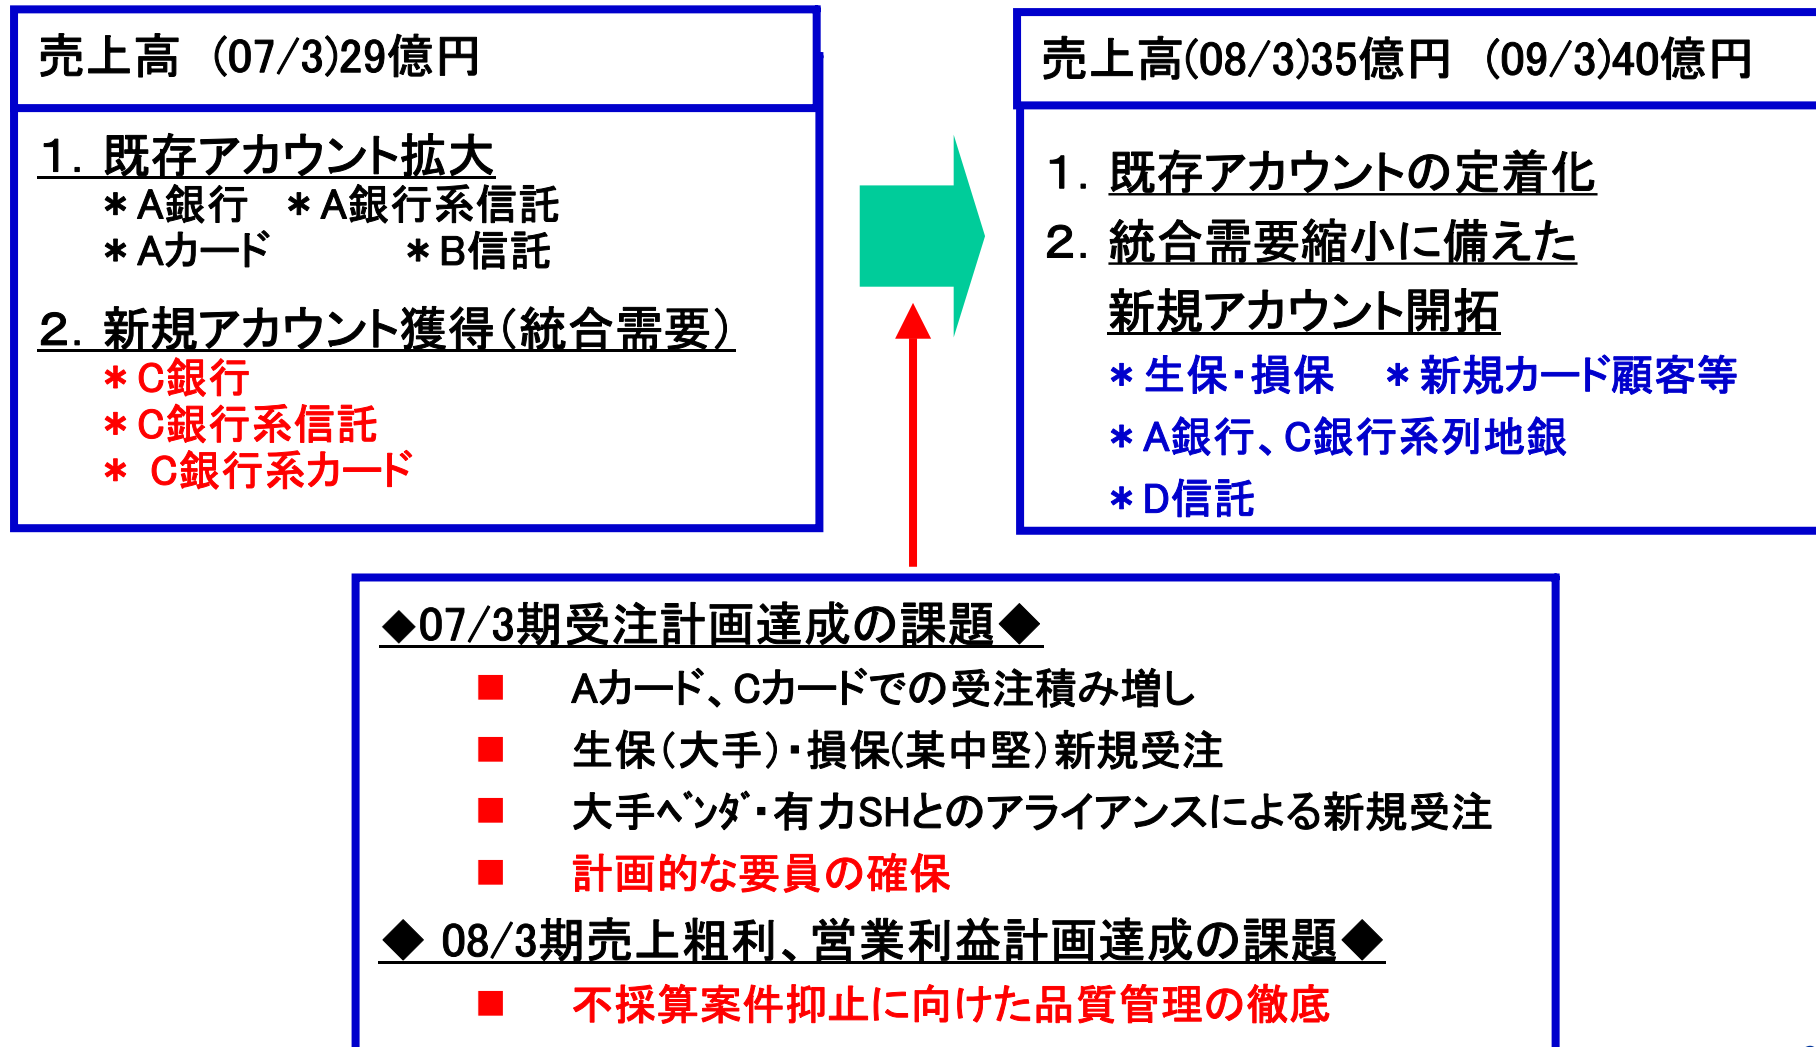 売上高 (07/3)29億円
1. 既存アカウント拡大
＊A銀行 ＊A銀行系信託
＊Aカード ＊B信託
2. 新規アカウント獲得(統合需要)
＊C銀行
＊C銀行系信託
＊ C銀行系カード
売上高(08/3)35億円 (09/3)40億円
1. 既存アカウントの定着化
2. 統合需要縮小に備えた
新規アカウント開拓
＊生保・損保 ＊新規カード顧客等
＊A銀行、C銀行系列地銀
＊D信託
◆07/3期受注計画達成の課題◆
■ Aカード、Cカードでの受注積み増し
■ 生保(大手)・損保(某中堅)新規受注
■ 大手ﾍﾞﾝﾀﾞ・有力SHとのアライアンスによる新規受注
■ 計画的な要員の確保
◆ 08/3期売上粗利、営業利益計画達成の課題◆
■ 不採算案件抑止に向けた品質管理の徹底